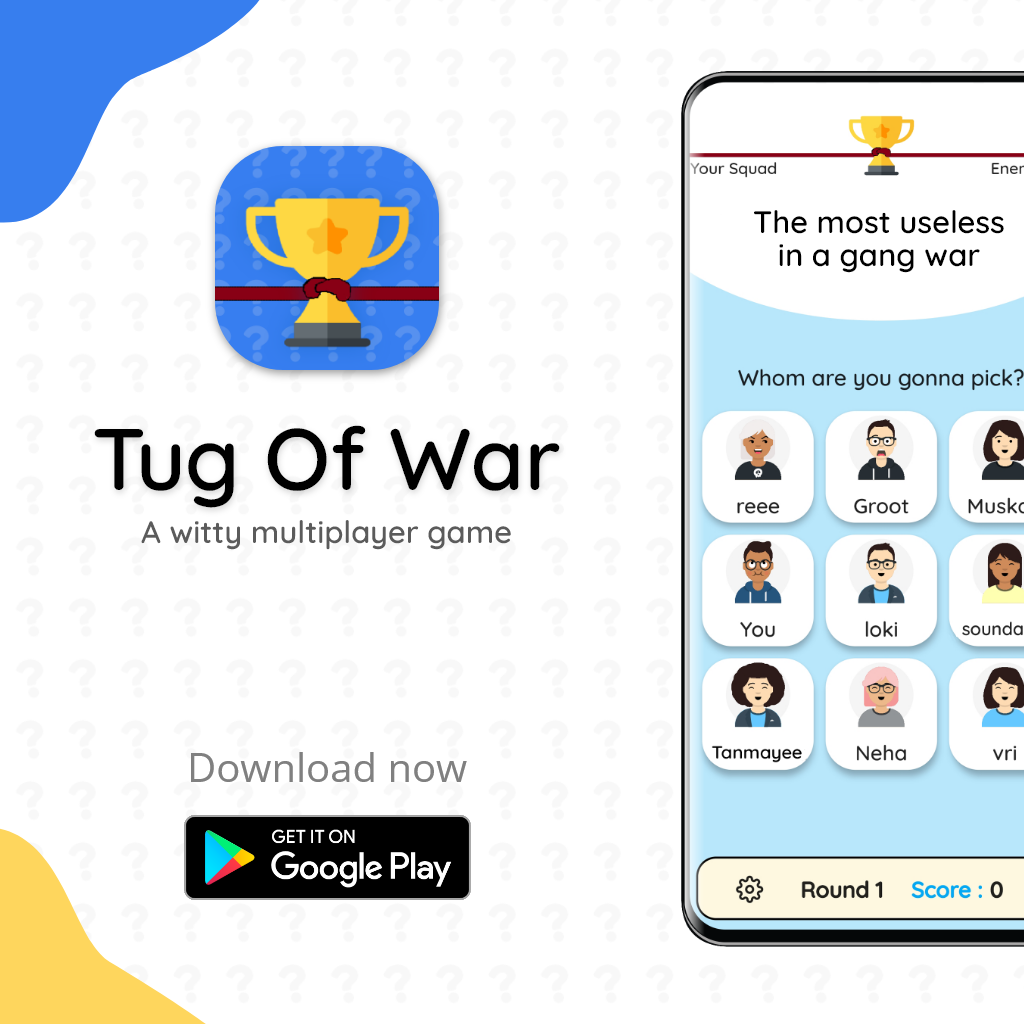 Tug Of War
A witty multiplayer game
Download now
GET IT ON
Google Play
Your Squad
The most useless
in a gang war
Whom are you gonna pick?
reee Groot
You loki
Tanmayee Neha vri
Round 1 Score : 0